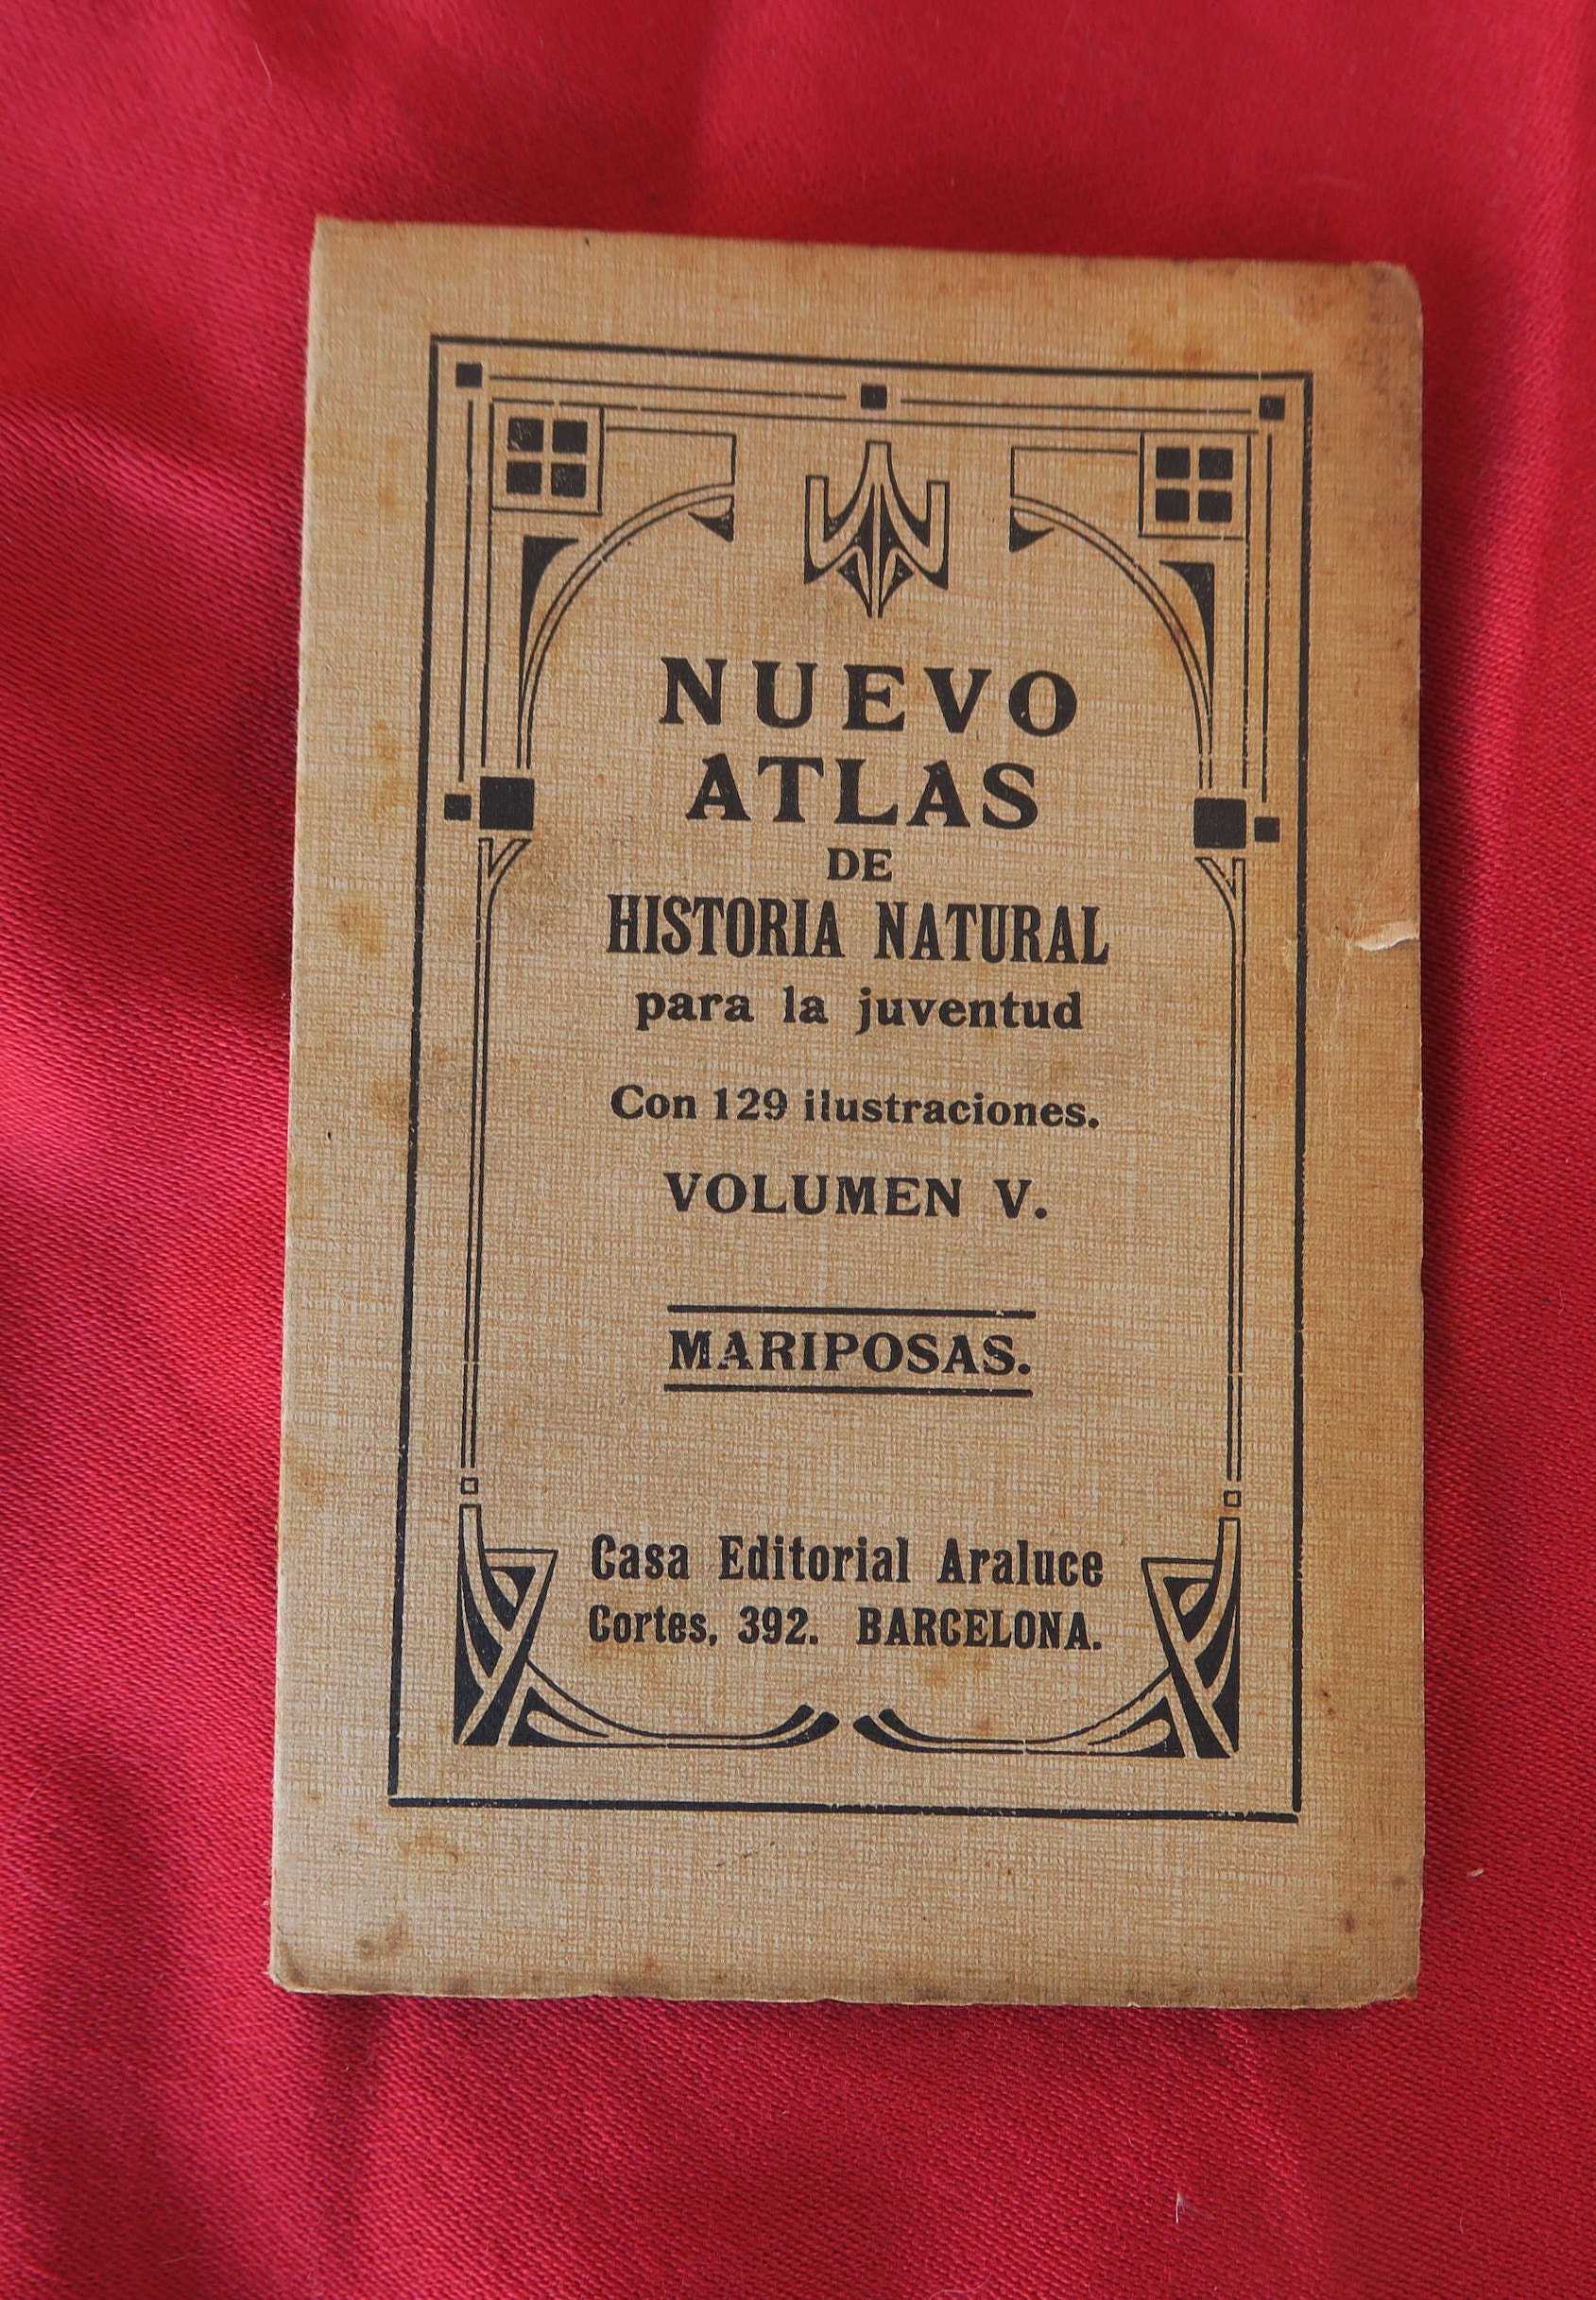 NUEVO
ATLAS
DE
HISTORIA NATURAL
para la juventud
Con 129 ilustraciones.
VOLUMEN V.
MARIPOSAS.
Casa Editorial Araluce
Cortes, 392. BARCELONA.